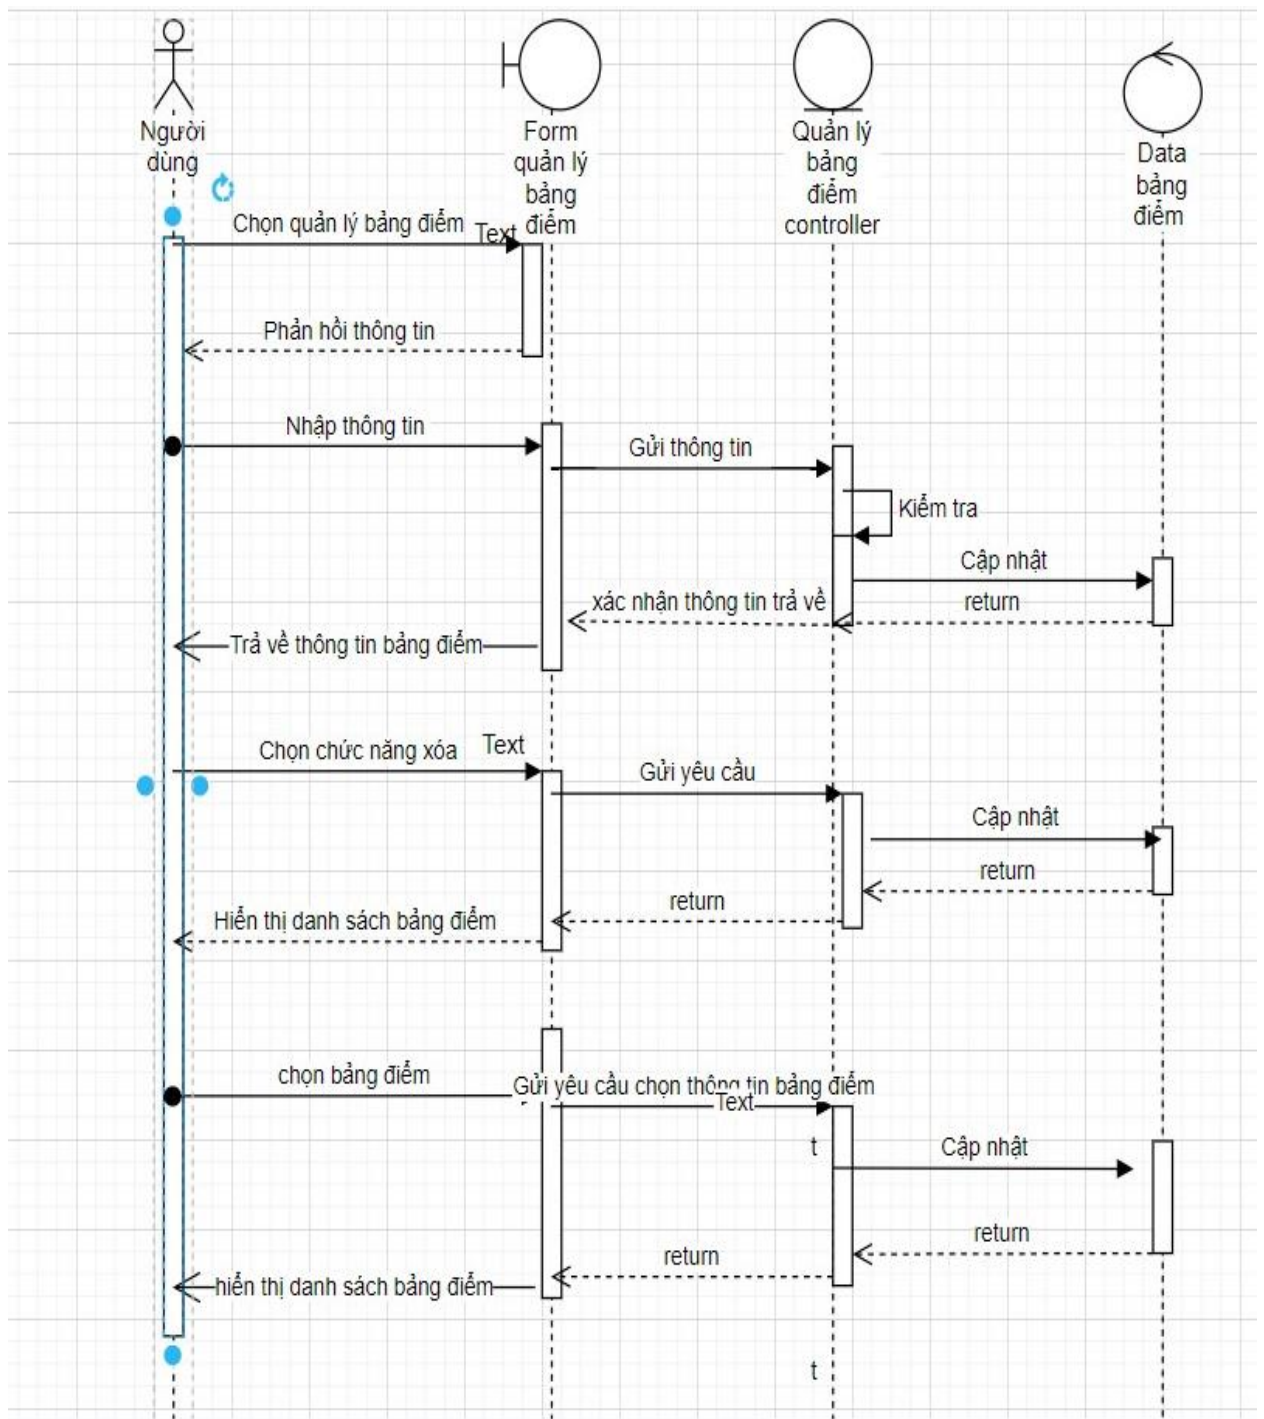 Người
dùng
Form
quản lý
bảng
điểm
Quản lý
bảng
điểm
controller
Data
bảng
điểm
Chọn quản lý bảng điểm
Text
Phản hồi thông tin
Nhập thông tin
Gửi thông tin
Kiểm tra
Cập nhật
xác nhận thông tin trả về
return
Trả về thông tin bảng điểm
Chọn chức năng xóa
Text
Gửi yêu cầu
Cập nhật
return
return
Hiển thị danh sách bảng điểm
chọn bảng điểm
Gửi yêu cầu chọn thông tin bảng điểm
Text
t
Cập nhật
return
return
hiển thị danh sách bảng điểm
t